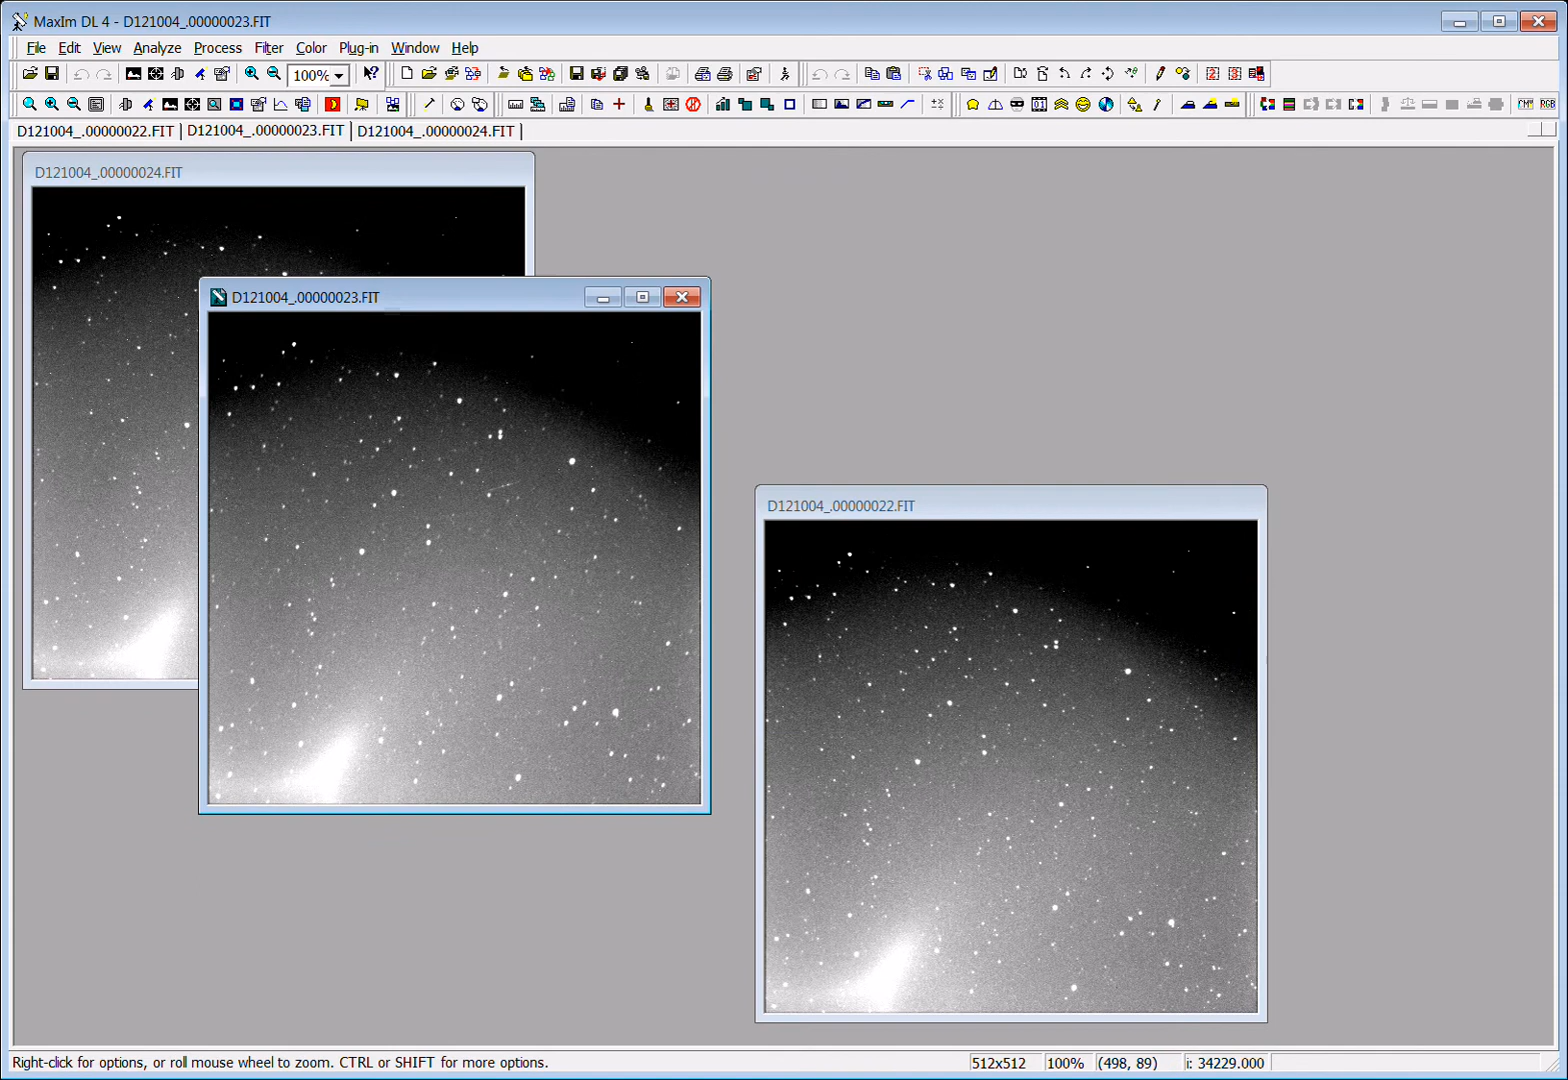 MaxIm DL 4 - D121004_.00000023.FIT
File Edit View Analyze Process Filter Color Plug-in Window Help
100%
CMY RGB
D121004_.00000022.FIT D121004_.00000023.FIT D121004_.00000024.FIT
D121004_.00000024.FIT
D121004_.00000023.FIT
D121004_.00000022.FIT
Right-click for options, or roll mouse wheel to zoom. CTRL or SHIFT for more options. 512x512 100% (498, 89) i: 34229.000